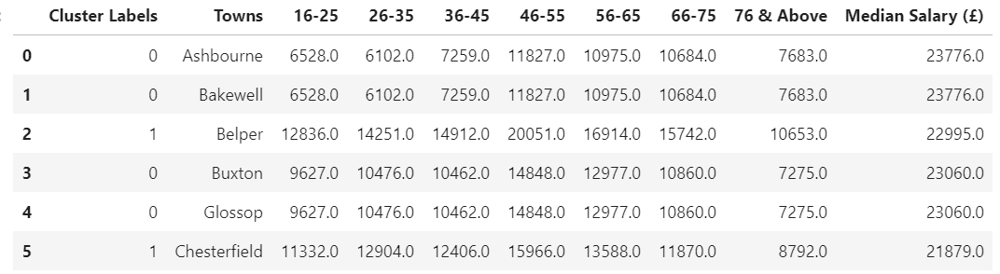 Cluster Labels Towns 16-25 26-35 36-45 46-55 56-65 66-75 76 & Above Median Salary (£)
0 0 Ashbourne 6528.0 6102.0 7259.0 11827.0 10975.0 10684.0 7683.0 23776.0
1 0 Bakewell 6528.0 6102.0 7259.0 11827.0 10975.0 10684.0 7683.0 23776.0
2 1 Belper 12836.0 14251.0 14912.0 20051.0 16914.0 15742.0 10653.0 22995.0
3 0 Buxton 9627.0 10476.0 10462.0 14848.0 12977.0 10860.0 7275.0 23060.0
4 0 Glossop 9627.0 10476.0 10462.0 14848.0 12977.0 10860.0 7275.0 23060.0
5 1 Chesterfield 11332.0 12904.0 12406.0 15966.0 13588.0 11870.0 8792.0 21879.0